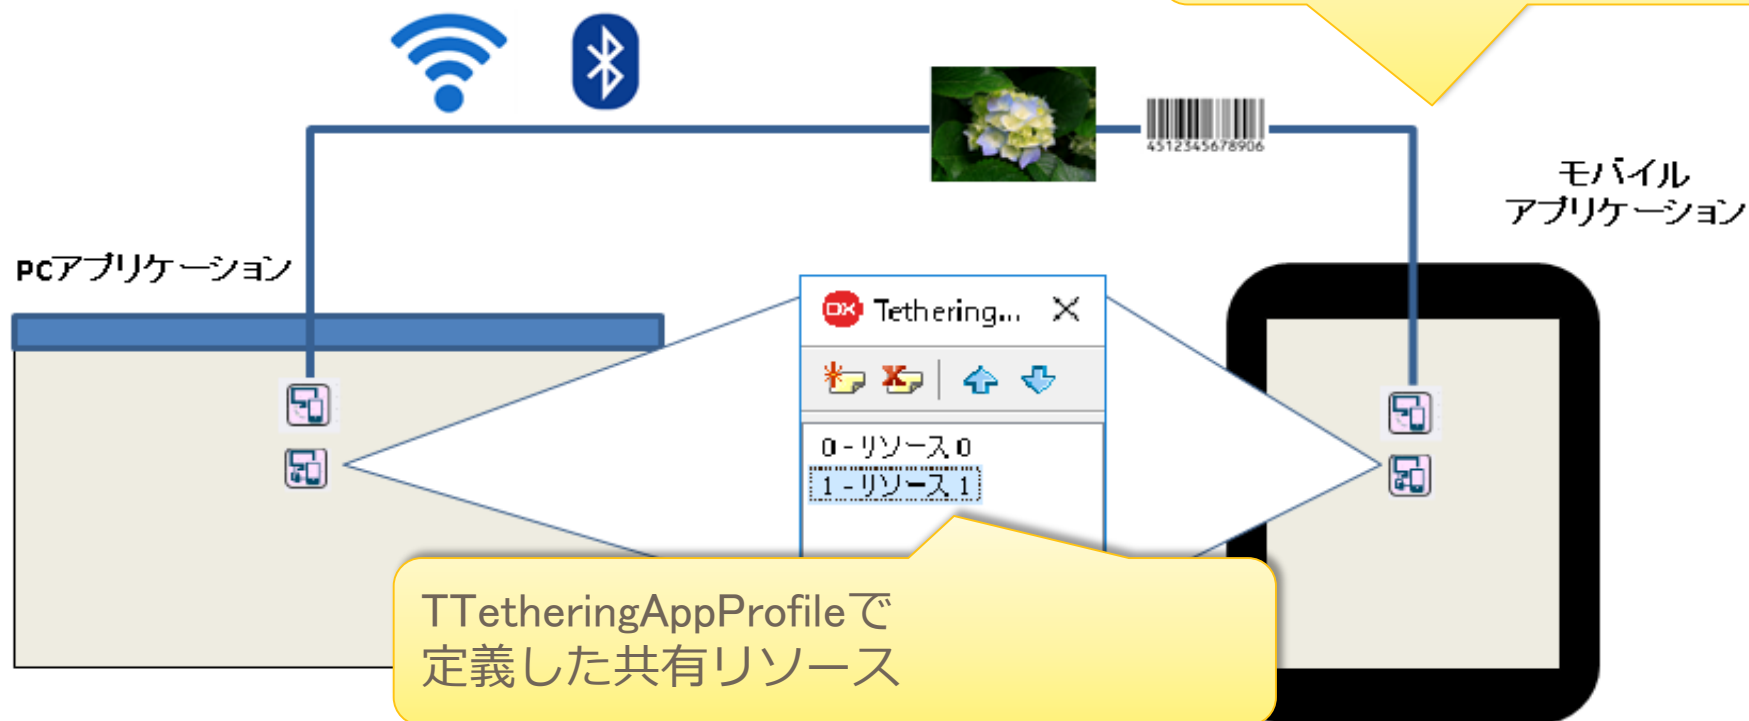 4512345678906
モバイル
アプリケーション
PCアプリケーション
DX Tethering...
0 - リソース 0
1 - リソース 1
TTetheringAppProfileで
定義した共有リソース